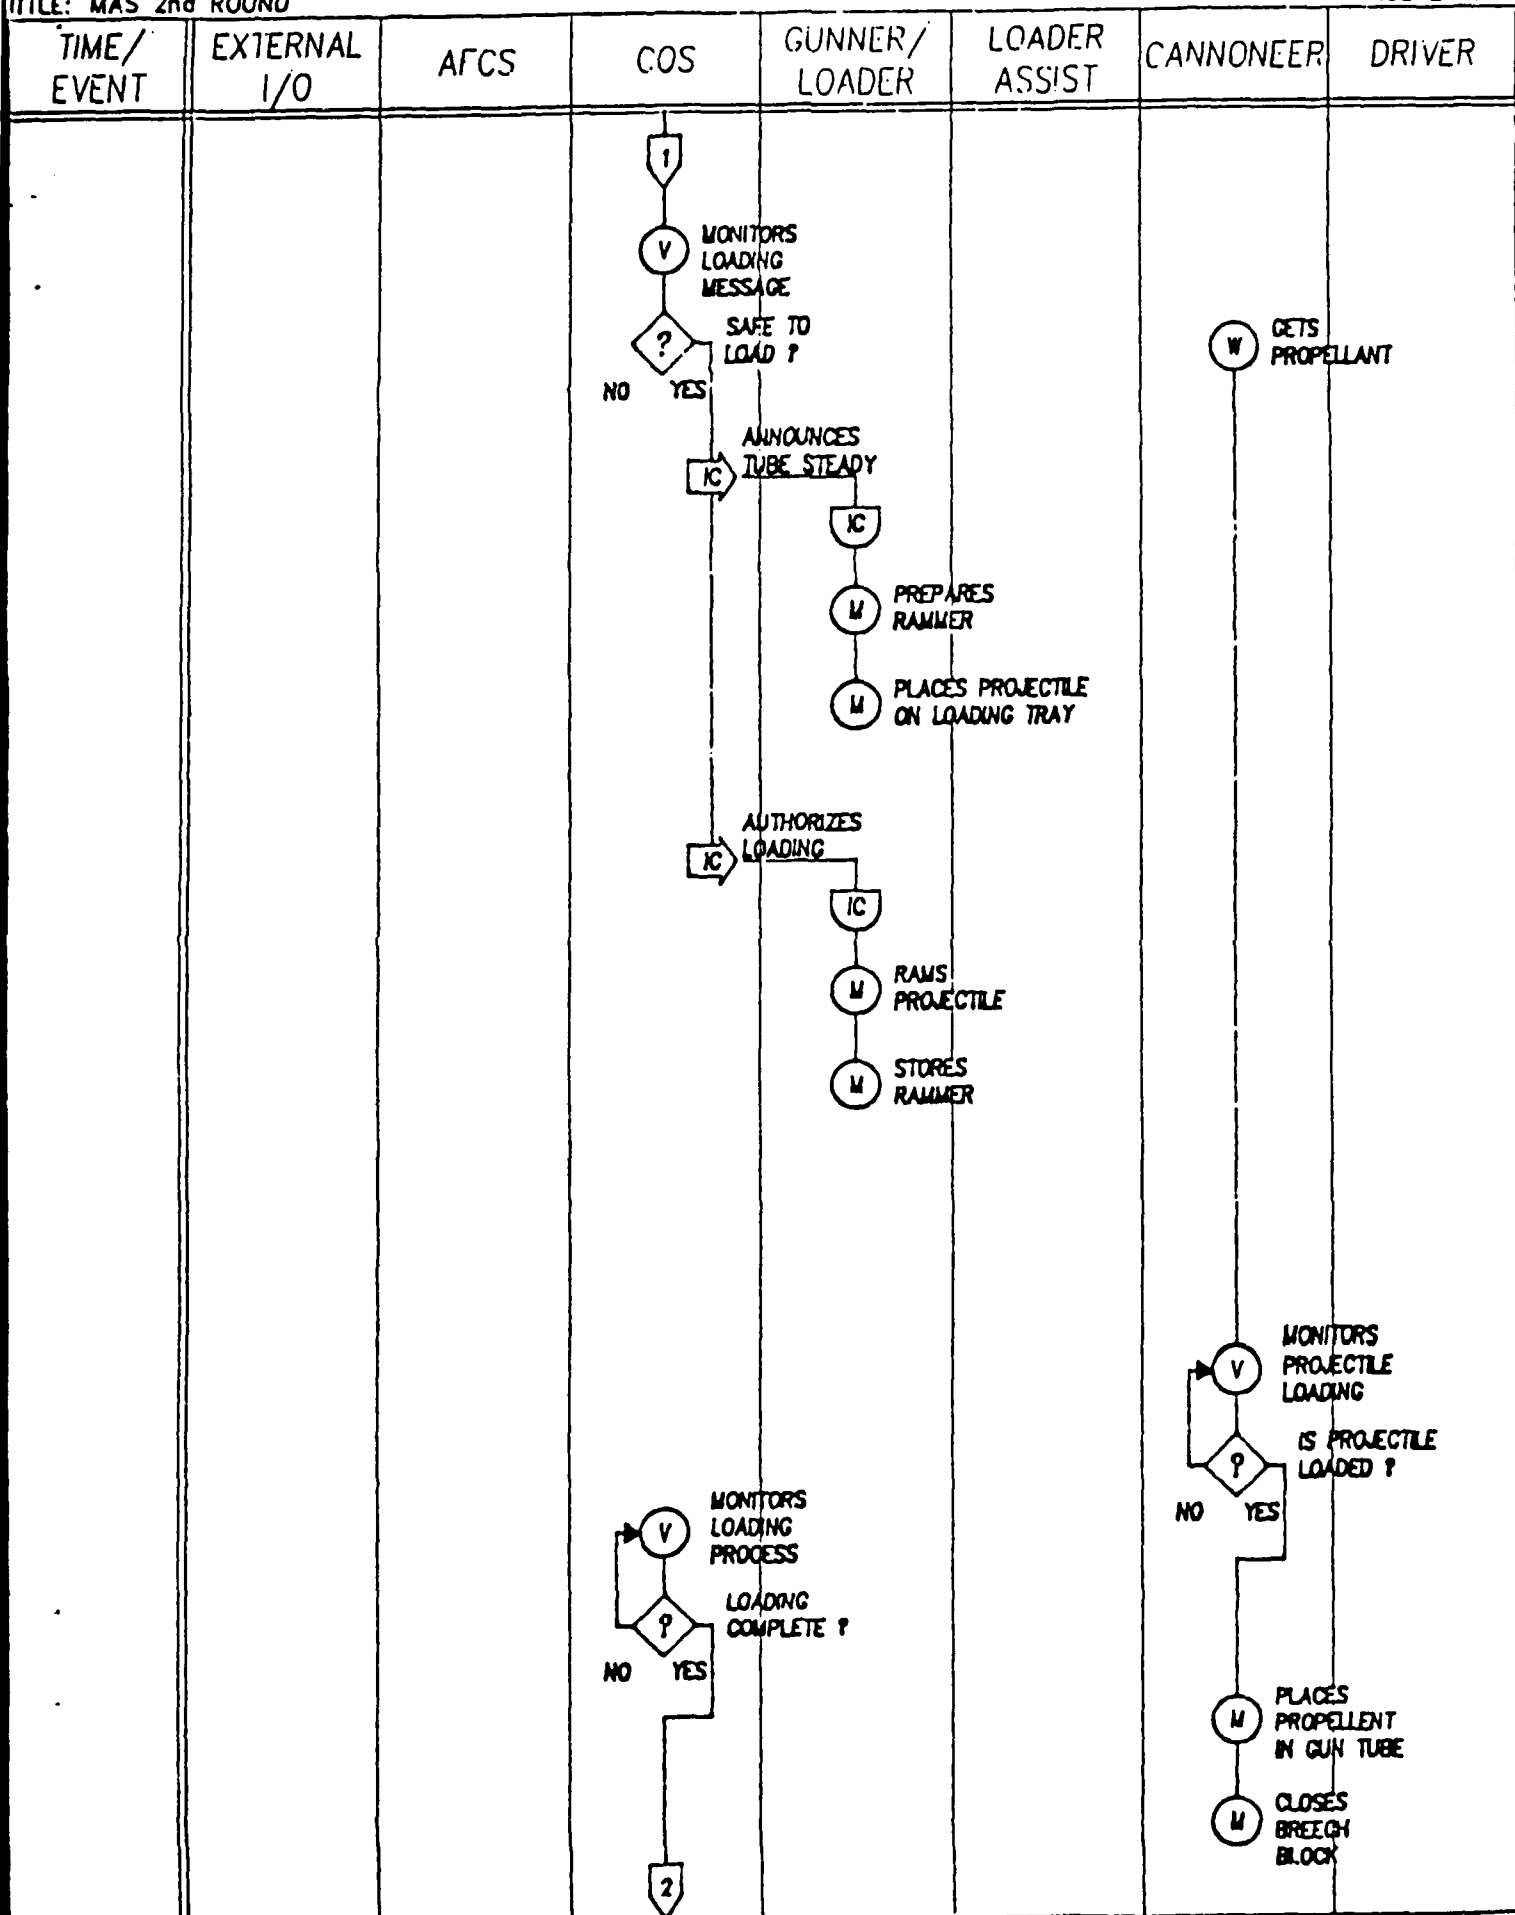 TITLE: MAS 2nd ROUND
TIME/
EVENT
EXTERNAL
I/O
AFCS
COS
GUNNER/
LOADER
LOADER
ASSIST
CANNONEER
DRIVER
1
V
MONITORS
LOADING
MESSAGE
?
SAFE TO
LOAD ?
NO YES
W
GETS
PROPELLANT
ANNOUNCES
TUBE STEADY
IC
IC
M
PREPARES
RAMMER
M
PLACES PROJECTILE
ON LOADING TRAY
AUTHORIZES
LOADING
IC
IC
M
RAMS
PROJECTILE
M
STORES
RAMMER
V
MONITORS
PROJECTILE
LOADING
?
IS PROJECTILE
LOADED ?
NO YES
V
MONITORS
LOADING
PROCESS
?
LOADING
COMPLETE ?
NO YES
M
PLACES
PROPELLENT
IN GUN TUBE
M
CLOSES
BREECH
BLOCK
2